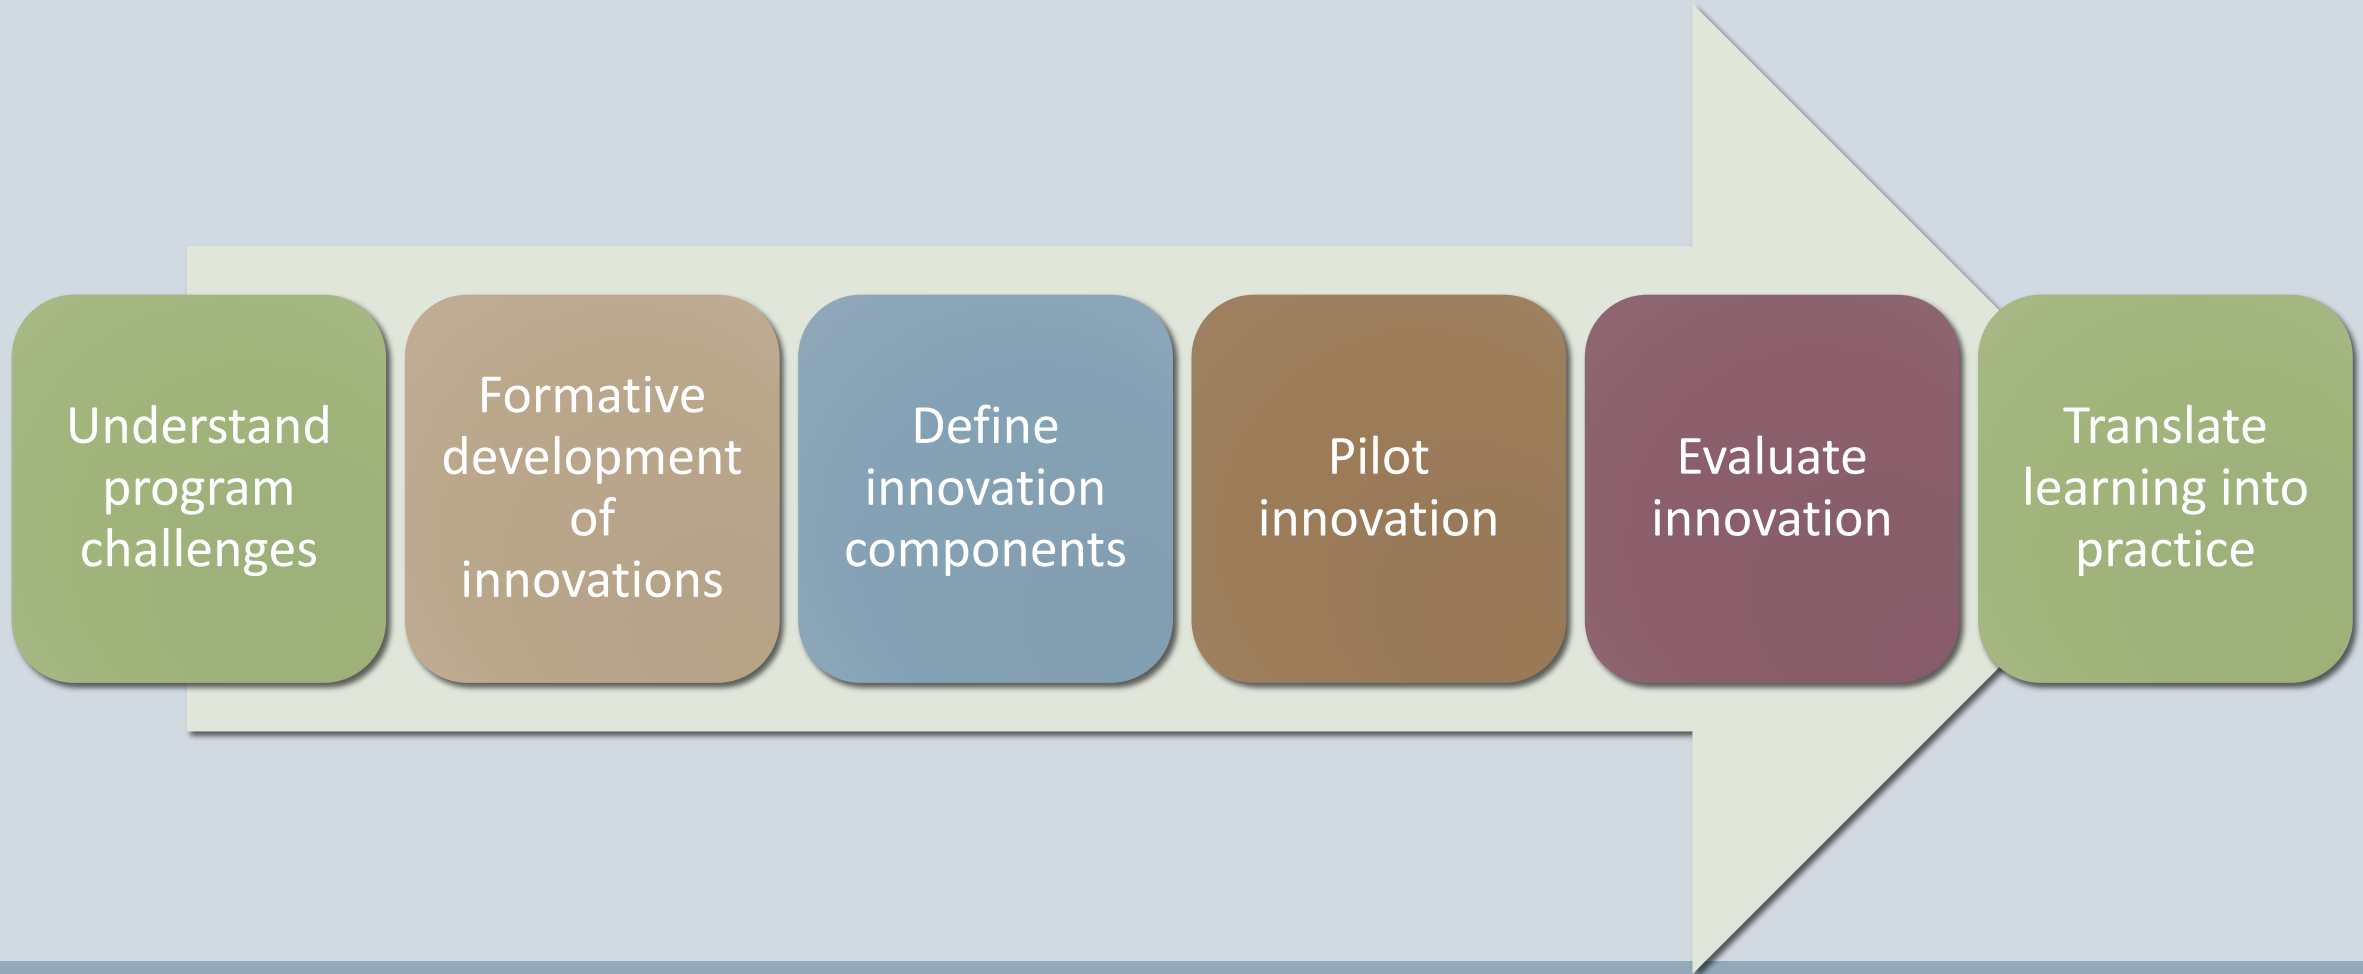 Understand
program
challenges
Formative
development
of
innovations
Define
innovation
components
Pilot
innovation
Evaluate
innovation
Translate
learning into
practice